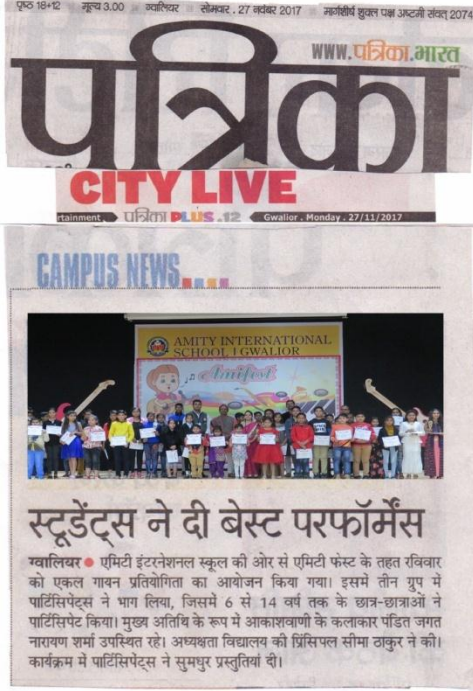 पृष्ठ 18+12 मूल्य 3.00 ग्वालियर सोमवार . 27 नवंबर 2017 मार्गशीर्ष शुक्ल पक्ष अष्टमी संवत् 2074
www.पत्रिका.भारत
पत्रिका
CITY LIVE
rtainment पत्रिका PLUS .12 Gwalior . Monday . 27/11/2017
CAMPUS NEWS....
AMITY INTERNATIONAL
SCHOOL | GWALIOR
Amifest
स्टूडेंट्स ने दी बेस्ट परफॉर्मेंस
ग्वालियर ● एमिटी इंटरनेशनल स्कूल की ओर से एमिटी फेस्ट के तहत रविवार
को एकल गायन प्रतियोगिता का आयोजन किया गया। इसमें तीन ग्रुप में
पार्टिसिपेट्स ने भाग लिया, जिसमें 6 से 14 वर्ष तक के छात्र-छात्राओं ने
पार्टिसिपेट किया। मुख्य अतिथि के रूप में आकाशवाणी के कलाकार पंडित जगत
नारायण शर्मा उपस्थित रहे। अध्यक्षता विद्यालय की प्रिंसिपल सीमा ठाकुर ने की।
कार्यक्रम में पार्टिसिपेट्स ने सुमधुर प्रस्तुतियां दी।